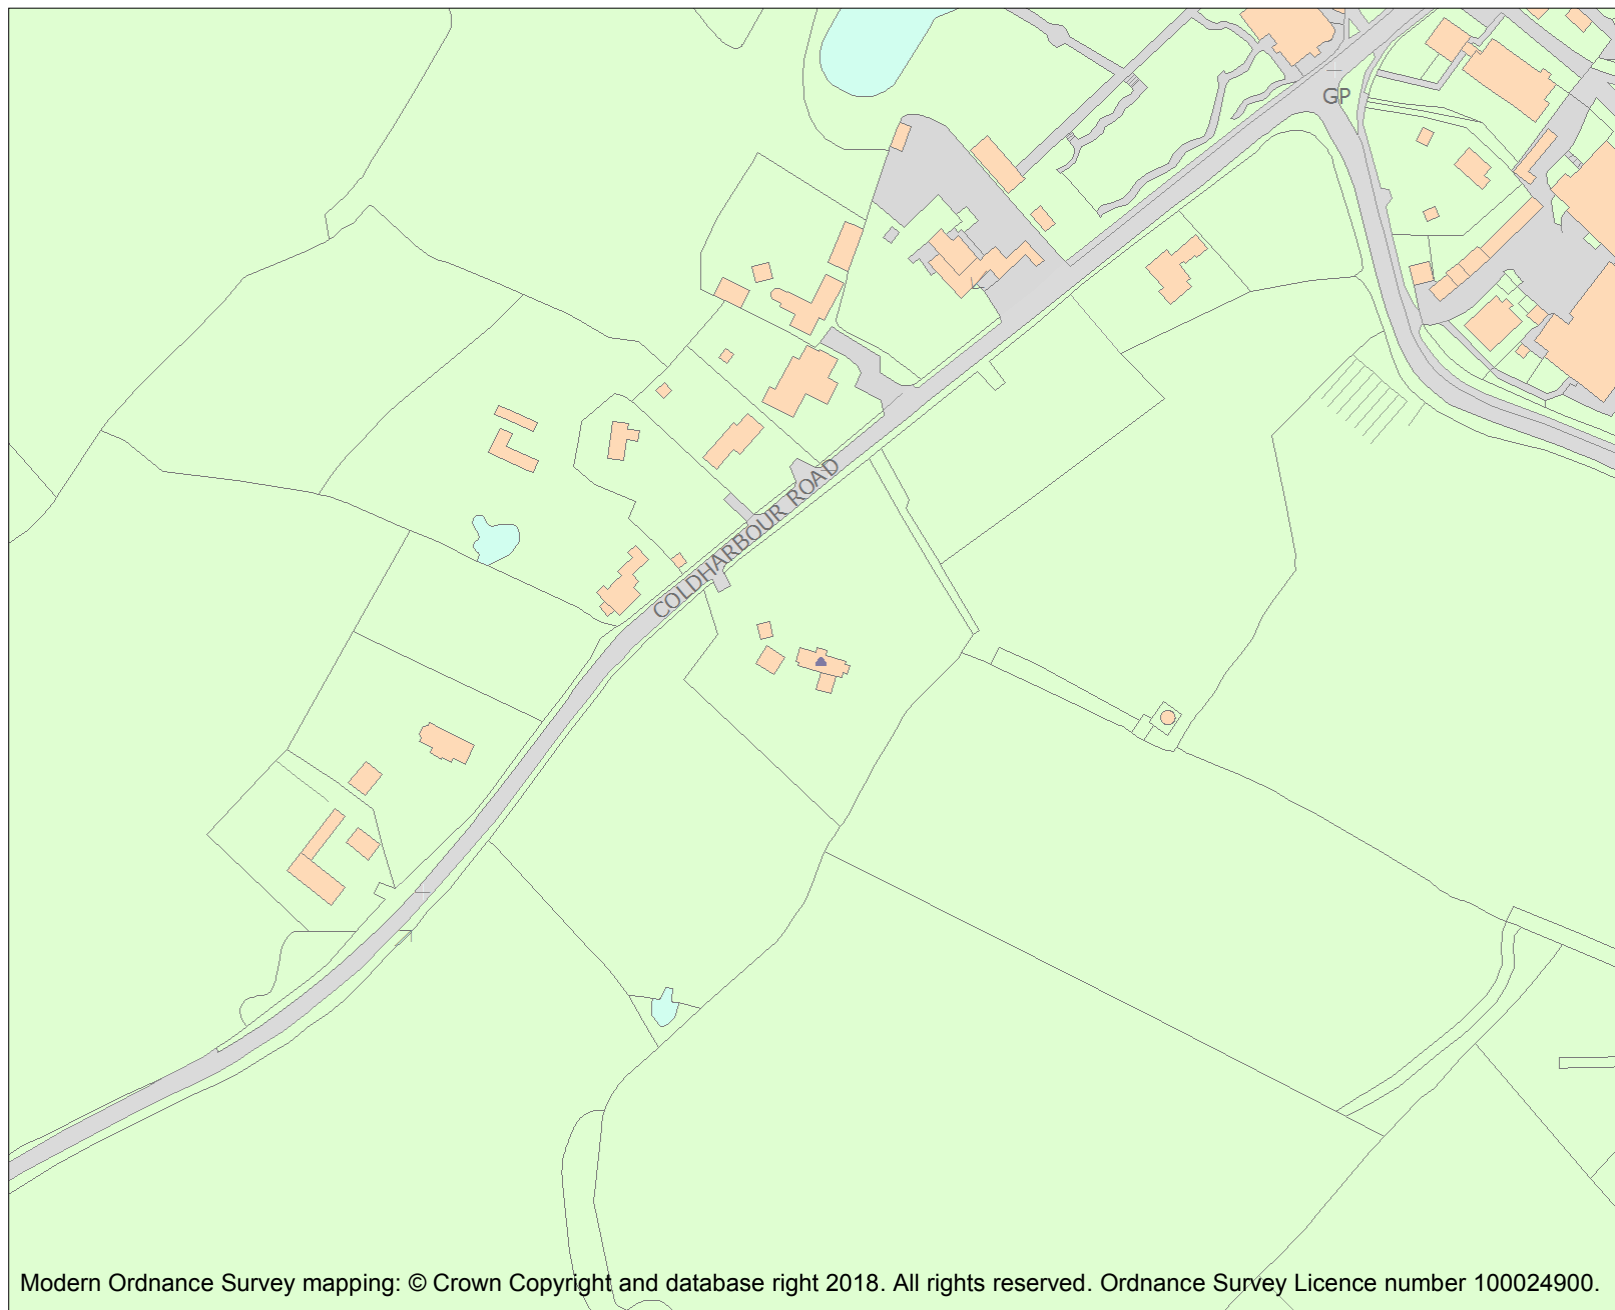 GP
COLDHARBOUR ROAD
Modern Ordnance Survey mapping: © Crown Copyright and database right 2018. All rights reserved. Ordnance Survey Licence number 100024900.